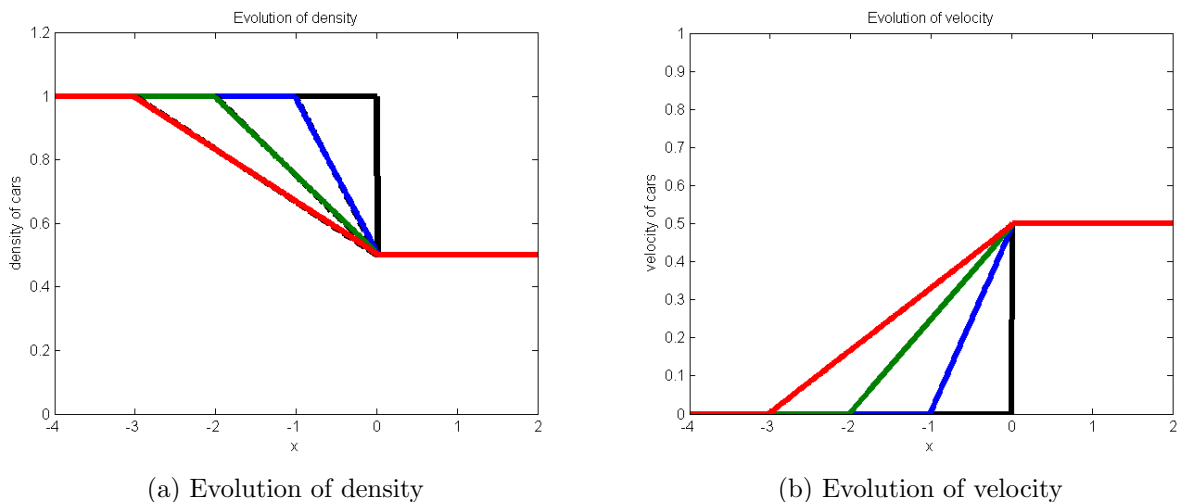 Evolution of density
1.2
1
0.8
0.6
0.4
0.2
0
density of cars
-4 -3 -2 -1 0 1 2
x
(a) Evolution of density
Evolution of velocity
1
0.9
0.8
0.7
0.6
0.5
0.4
0.3
0.2
0.1
0
velocity of cars
-4 -3 -2 -1 0 1 2
x
(b) Evolution of velocity